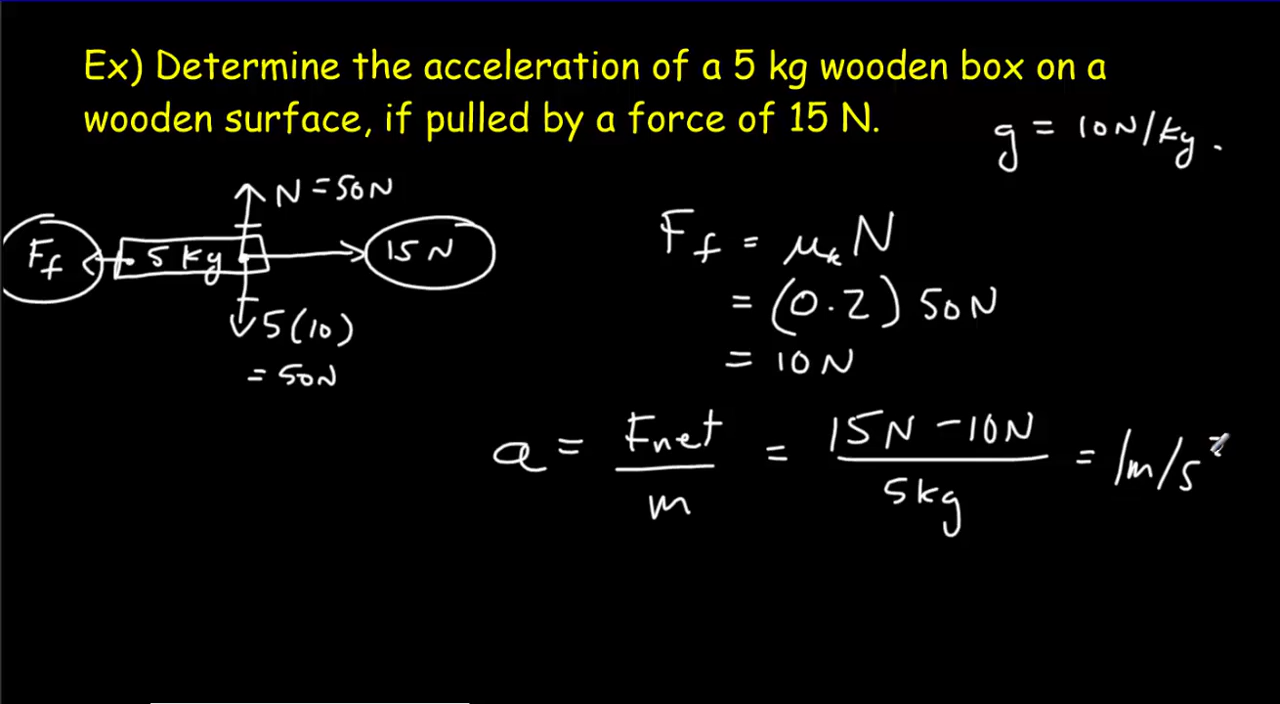 Ex) Determine the acceleration of a 5 kg wooden box on a
wooden surface, if pulled by a force of 15 N.
g = 10N/kg.
N = 50N
Ff
5 kg
15 N
5(10)
= 50N
Ff = μk N
= (0.2) 50N
= 10N
a = Fnet / m = 15N - 10N / 5kg = 1m/s²